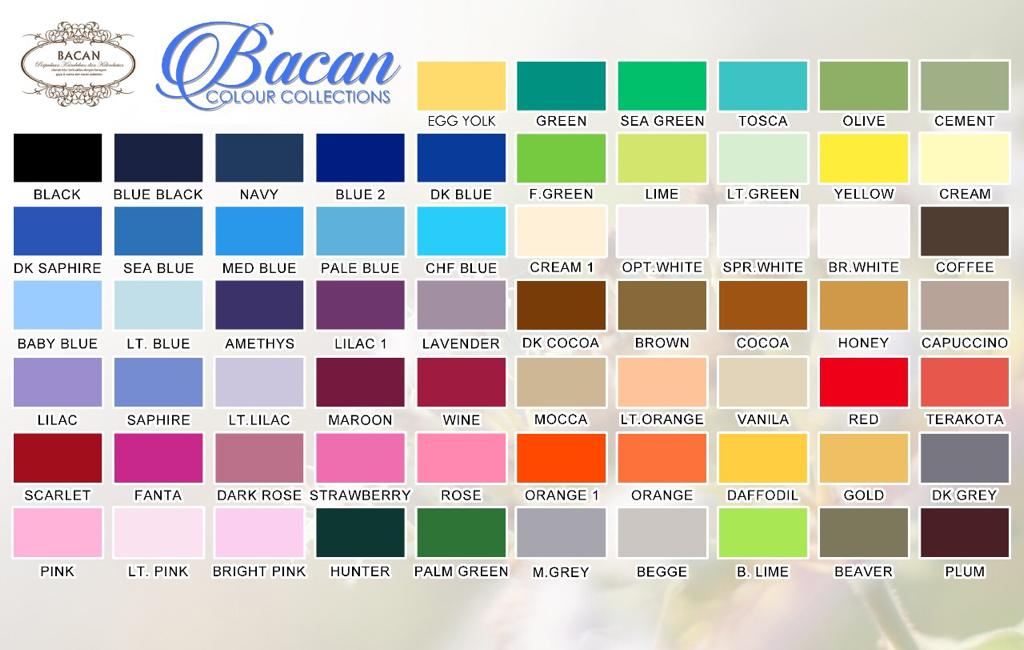 BACAN
Bacan
COLOUR COLLECTIONS
EGG YOLK GREEN SEA GREEN TOSCA OLIVE CEMENT
BLACK BLUE BLACK NAVY BLUE 2 DK BLUE F.GREEN LIME LT.GREEN YELLOW CREAM
DK SAPHIRE SEA BLUE MED BLUE PALE BLUE CHF BLUE CREAM 1 OPT.WHITE SPR.WHITE BR.WHITE COFFEE
BABY BLUE LT. BLUE AMETHYS LILAC 1 LAVENDER DK COCOA BROWN COCOA HONEY CAPUCCINO
LILAC SAPHIRE LT.LILAC MAROON WINE MOCCA LT.ORANGE VANILA RED TERAKOTA
SCARLET FANTA DARK ROSE STRAWBERRY ROSE ORANGE 1 ORANGE DAFFODIL GOLD DK GREY
PINK LT. PINK BRIGHT PINK HUNTER PALM GREEN M.GREY BEGGE B. LIME BEAVER PLUM